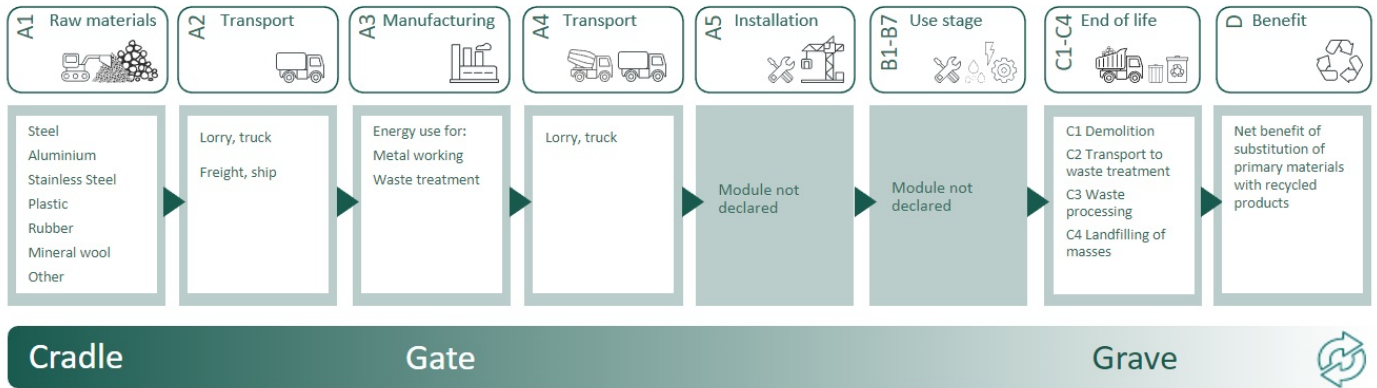 A1 Raw materials
A2 Transport
A3 Manufacturing
A4 Transport
A5 Installation
B1-B7 Use stage
C1-C4 End of life
D Benefit
Steel
Aluminium
Stainless Steel
Plastic
Rubber
Mineral wool
Other
Lorry, truck
Freight, ship
Energy use for:
Metal working
Waste treatment
Lorry, truck
Module not
declared
Module not
declared
C1 Demolition
C2 Transport to
waste treatment
C3 Waste
processing
C4 Landfilling of
masses
Net benefit of
substitution of
primary materials
with recycled
products
Cradle
Gate
Grave